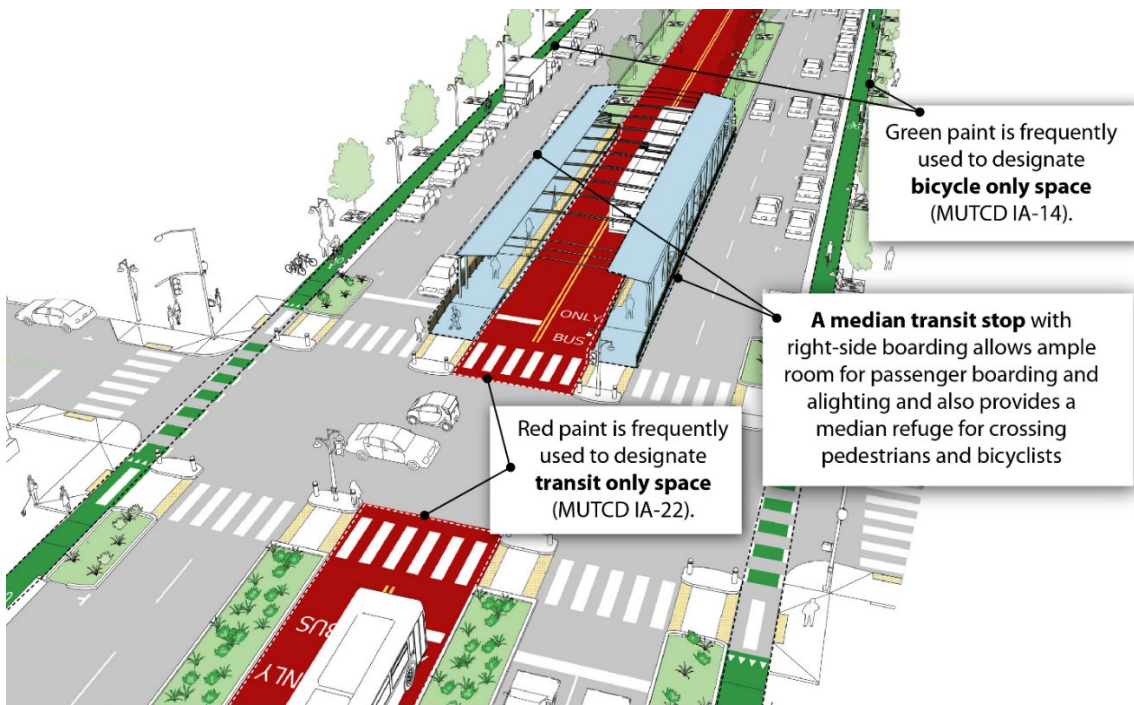 Green paint is frequently
used to designate
bicycle only space
(MUTCD IA-14).
A median transit stop with
right-side boarding allows ample
room for passenger boarding and
alighting and also provides a
median refuge for crossing
pedestrians and bicyclists
ONLY
BUS
Red paint is frequently
used to designate
transit only space
(MUTCD IA-22).
BUS
ONLY